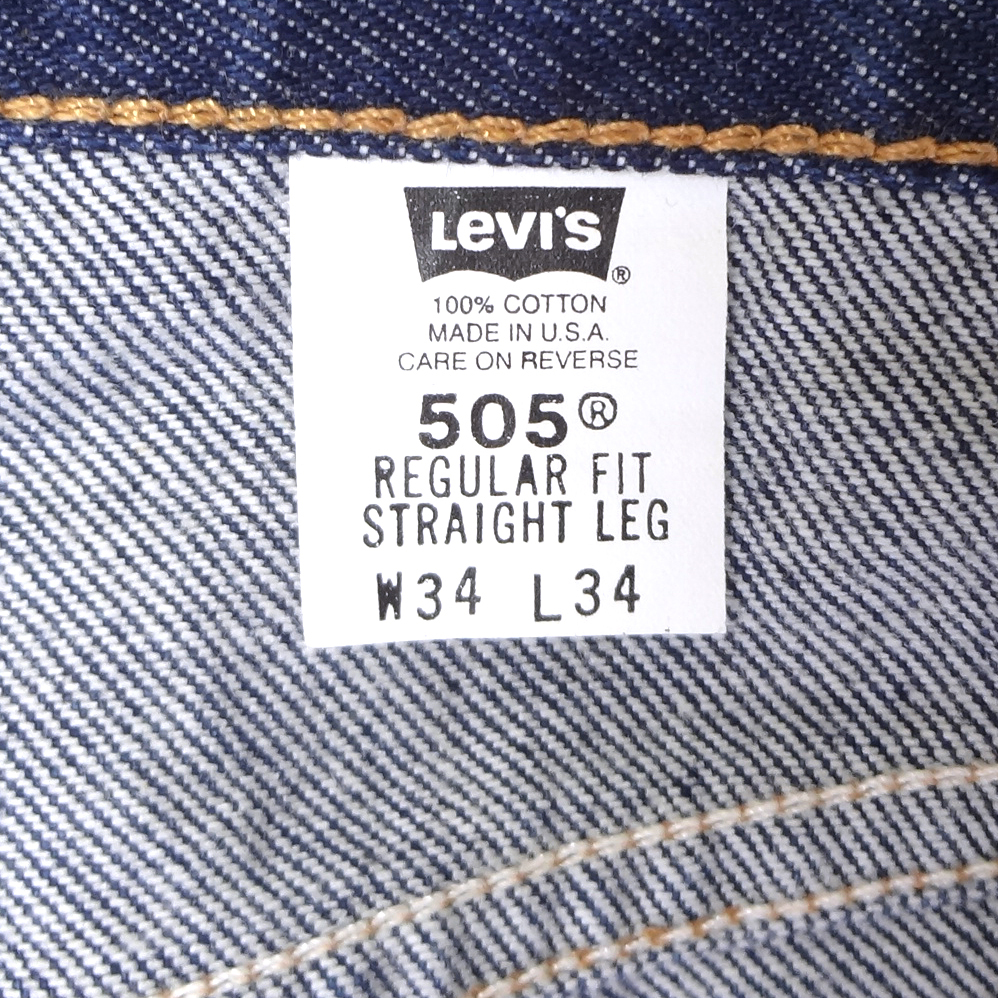 Levi's ®
100% COTTON
MADE IN U.S.A.
CARE ON REVERSE
505®
REGULAR FIT
STRAIGHT LEG
W34 L34